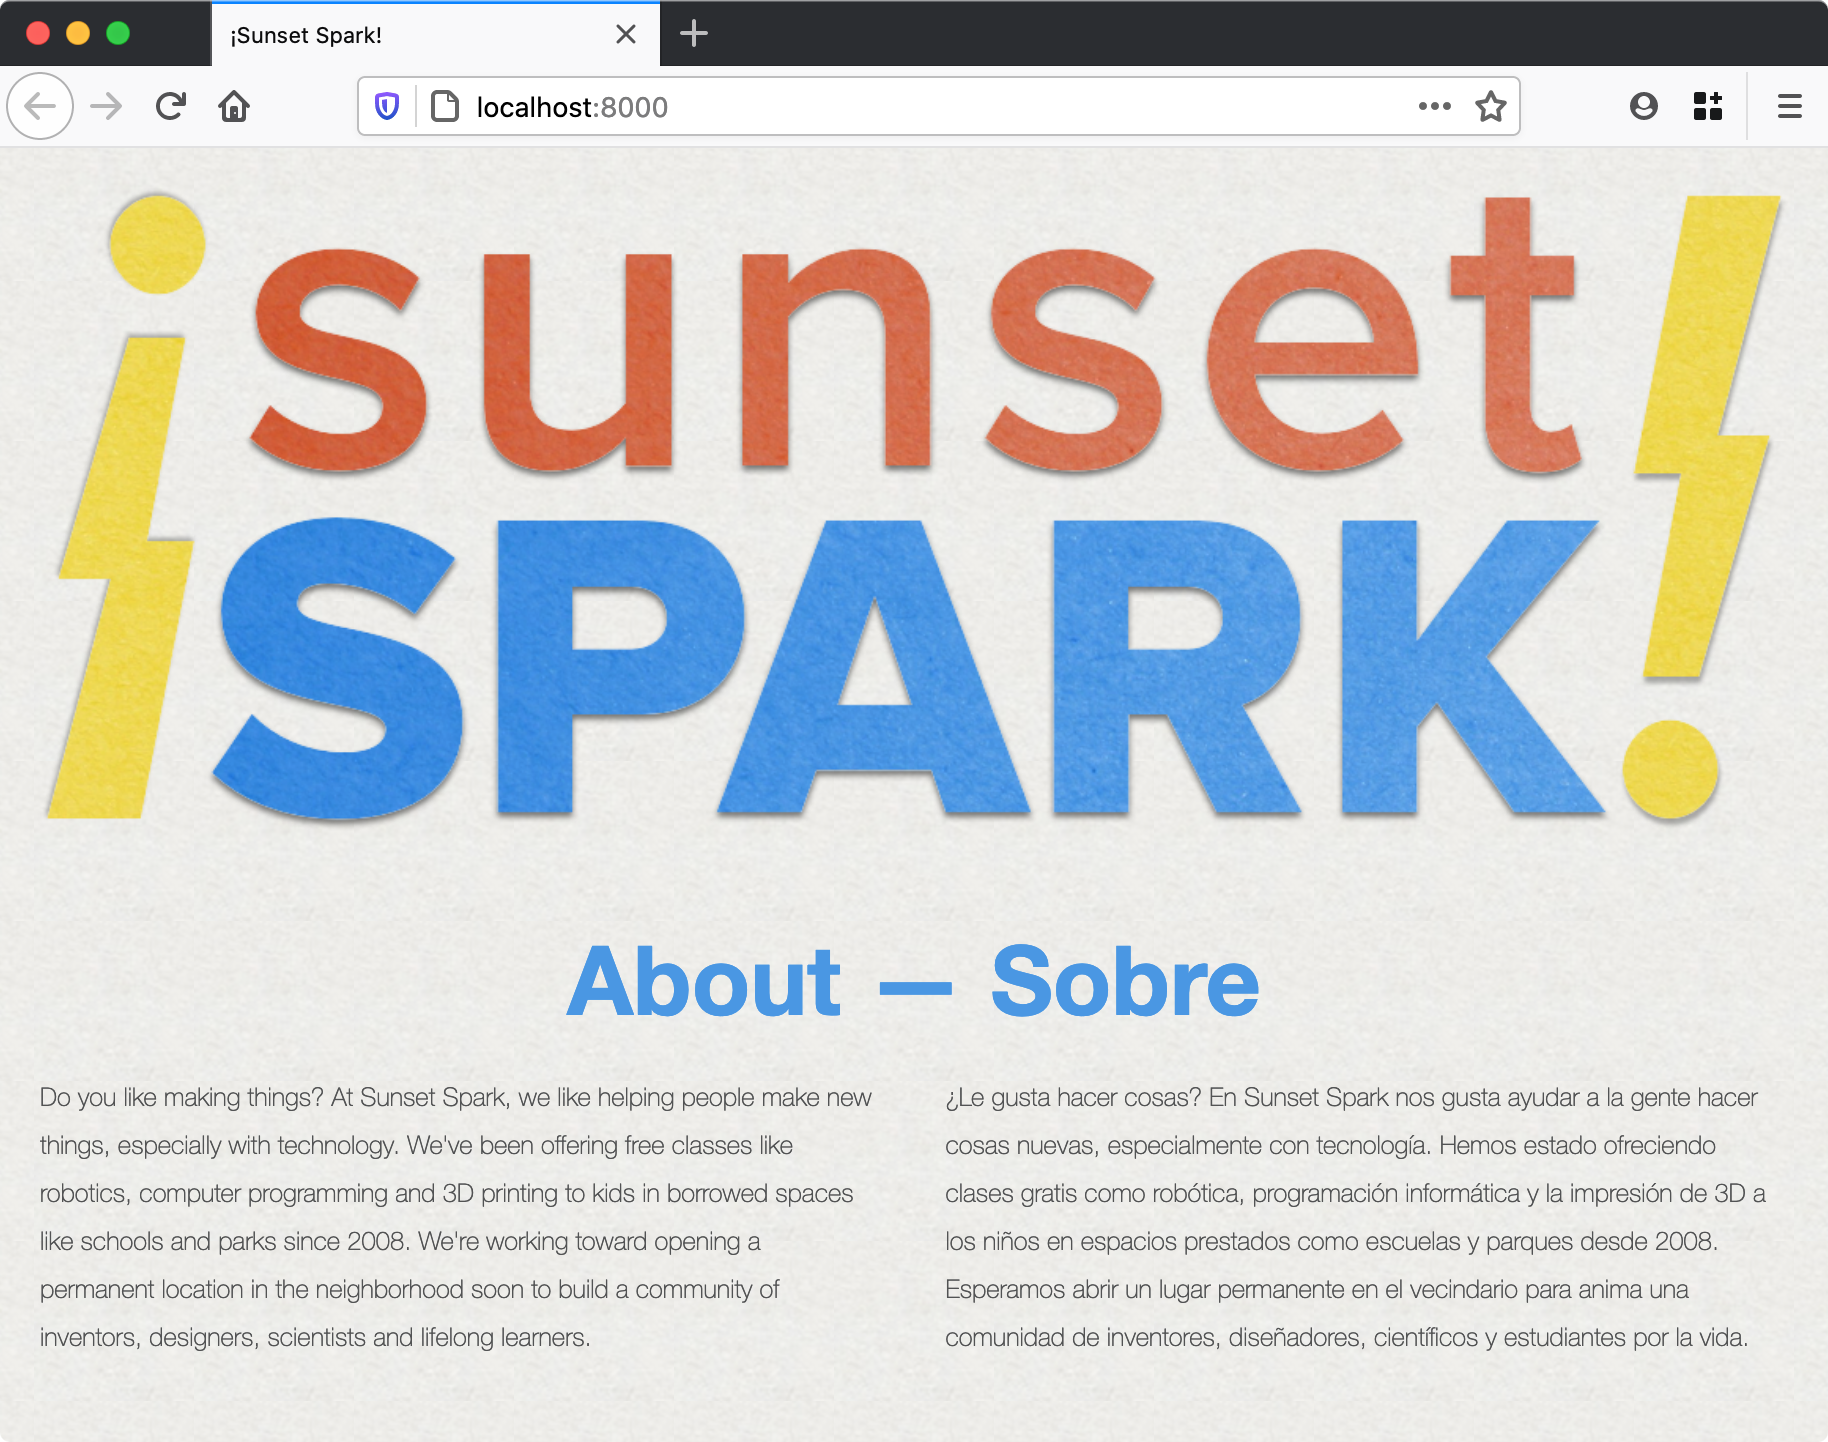 ¡Sunset Spark!
localhost:8000
¡sunset
SPARK!
About — Sobre
Do you like making things? At Sunset Spark, we like helping people make new
things, especially with technology. We've been offering free classes like
robotics, computer programming and 3D printing to kids in borrowed spaces
like schools and parks since 2008. We're working toward opening a
permanent location in the neighborhood soon to build a community of
inventors, designers, scientists and lifelong learners.
¿Le gusta hacer cosas? En Sunset Spark nos gusta ayudar a la gente hacer
cosas nuevas, especialmente con tecnología. Hemos estado ofreciendo
clases gratis como robótica, programación informática y la impresión de 3D a
los niños en espacios prestados como escuelas y parques desde 2008.
Esperamos abrir un lugar permanente en el vecindario para anima una
comunidad de inventores, diseñadores, científicos y estudiantes por la vida.